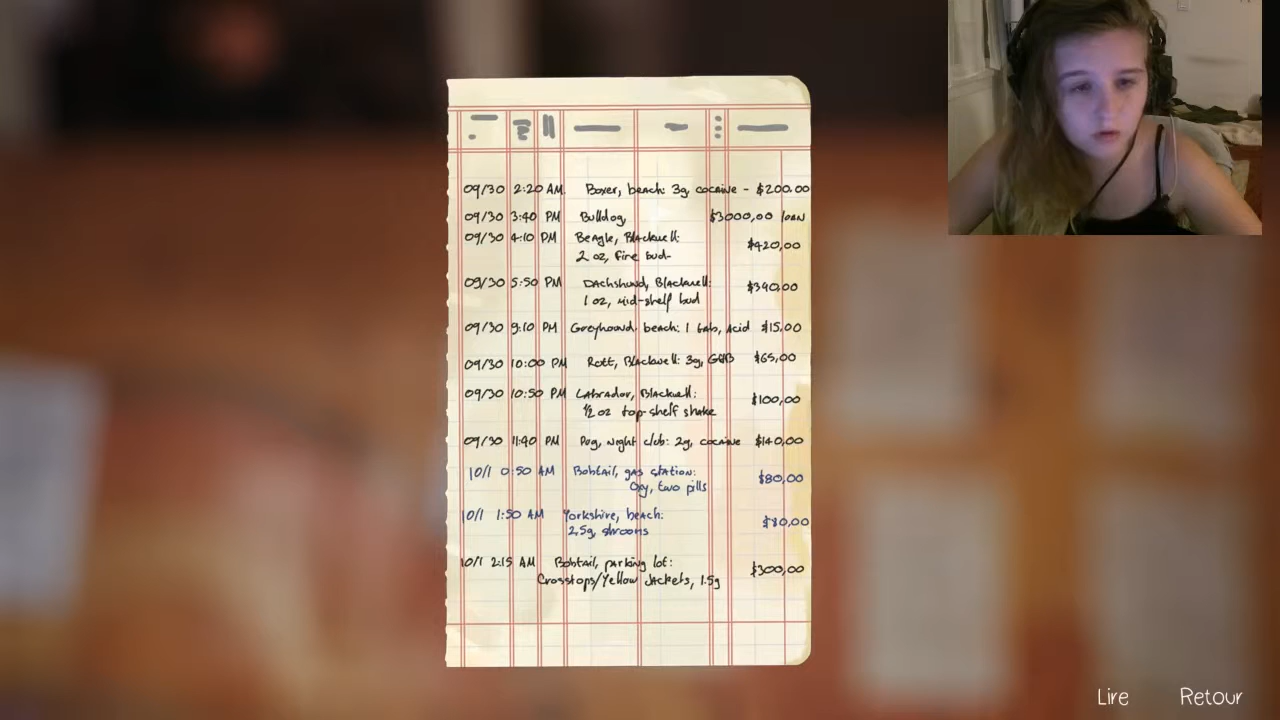 09/30 2:20 AM. Boxer, beach: 3g, cocaine - $200.00
09/30 3:40 PM Bulldog, $3000,00 loan
09/30 4:10 PM Beagle, Blackwell: $420,00
2 oz, fire bud-
09/30 5:50 PM Dachshund, Blackwell: $340,00
1 oz, mid-shelf bud
09/30 9:10 PM Greyhound, beach: 1 tab, Acid $15,00
09/30 10:00 PM Rott, Blackwell: 3g, GHB $65,00
09/30 10:50 PM Labrador, Blackwell: $100,00
1/2 oz top-shelf shake
09/30 11:40 PM Pug, night club: 2g, cocaine $140,00
10/1 0:50 AM Bobtail, gas station: $80,00
Oxy, two pills
10/1 1:50 AM Yorkshire, beach:
2,5g, shrooms
10/1 2:15 AM Bobtail, parking lot: $300,00
Crosstops/Yellow Jackets, 1.5g
Lire Retour